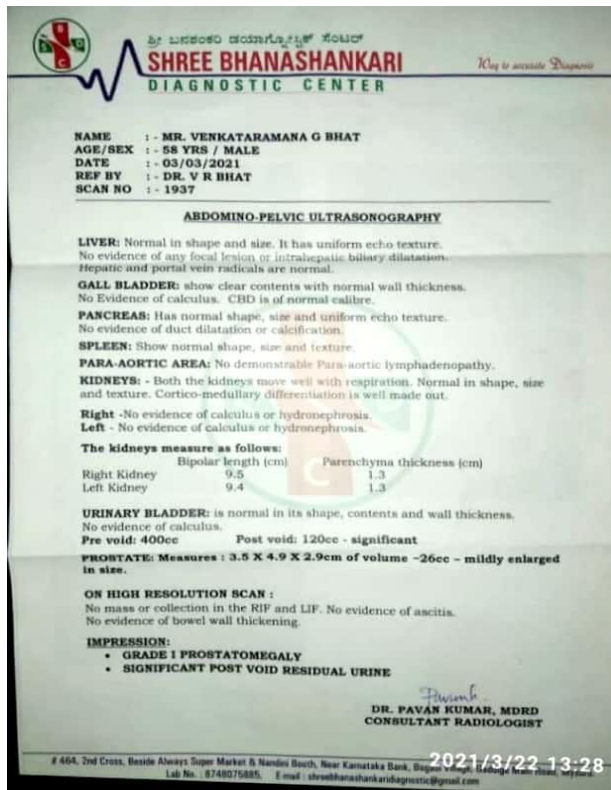 ಶ್ರೀ ಬನಶಂಕರಿ ಡಯಾಗ್ನೋಸ್ಟಿಕ್ ಸೆಂಟರ್
SHREE BHANASHANKARI
DIAGNOSTIC CENTER
Way to accurate Diagnosis
B S D C
NAME : - MR. VENKATARAMANA G BHAT
AGE/SEX : - 58 YRS / MALE
DATE : - 03/03/2021
REF BY : - DR. V R BHAT
SCAN NO : - 1937
ABDOMINO-PELVIC ULTRASONOGRAPHY
LIVER: Normal in shape and size. It has uniform echo texture.
No evidence of any focal lesion or intrahepatic biliary dilatation.
Hepatic and portal vein radicals are normal.
GALL BLADDER: show clear contents with normal wall thickness.
No Evidence of calculus. CBD is of normal calibre.
PANCREAS: Has normal shape, size and uniform echo texture.
No evidence of duct dilatation or calcification.
SPLEEN: Show normal shape, size and texture.
PARA-AORTIC AREA: No demonstrable Para-aortic lymphadenopathy.
KIDNEYS: - Both the kidneys move well with respiration. Normal in shape, size
and texture. Cortico-medullary differentiation is well made out.
Right -No evidence of calculus or hydronephrosis.
Left - No evidence of calculus or hydronephrosis.
The kidneys measure as follows:
Bipolar length (cm) Parenchyma thickness (cm)
Right Kidney 9.5 1.3
Left Kidney 9.4 1.3
URINARY BLADDER: is normal in its shape, contents and wall thickness.
No evidence of calculus.
Pre void: 400cc Post void: 120cc - significant
PROSTATE: Measures : 3.5 X 4.9 X 2.9cm of volume ~26cc – mildly enlarged
in size.
ON HIGH RESOLUTION SCAN :
No mass or collection in the RIF and LIF. No evidence of ascitis.
No evidence of bowel wall thickening.
IMPRESSION:
• GRADE I PROSTATOMEGALY
• SIGNIFICANT POST VOID RESIDUAL URINE
DR. PAVAN KUMAR, MDRD
CONSULTANT RADIOLOGIST
# 464, 2nd Cross, Beside Always Super Market & Nandini Booth, Near Karnataka Bank, Main Road,
Lab No. : 8748075885, E mail : shreebhanashankaridiagnostic@gmail.com
2021/3/22 13:28